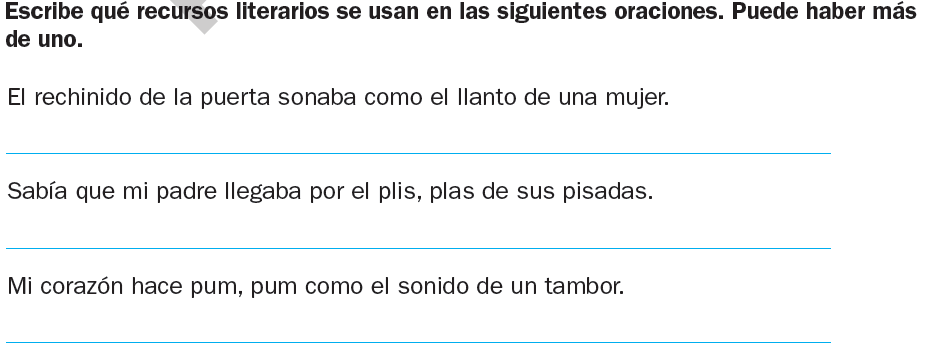 Escribe qué recursos literarios se usan en las siguientes oraciones. Puede haber más
de uno.
El rechinido de la puerta sonaba como el llanto de una mujer.
Sabía que mi padre llegaba por el plis, plas de sus pisadas.
Mi corazón hace pum, pum como el sonido de un tambor.